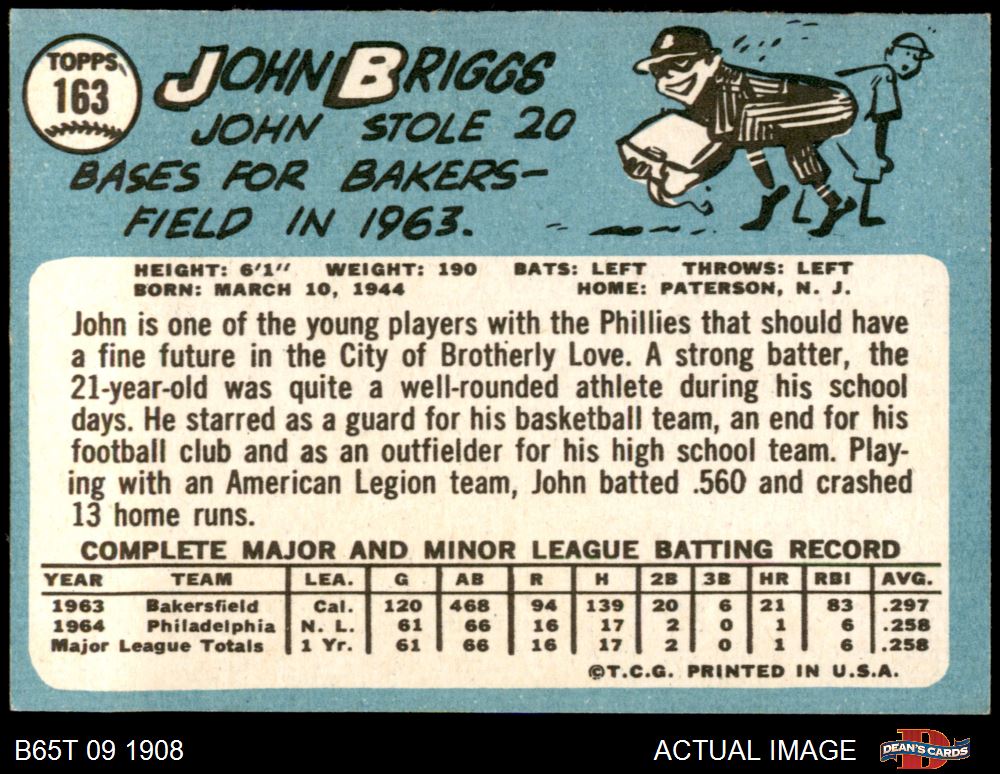 TOPPS
163
JOHN BRIGGS
JOHN STOLE 20
BASES FOR BAKERS-
FIELD IN 1963.
HEIGHT: 6'1" WEIGHT: 190 BATS: LEFT THROWS: LEFT
BORN: MARCH 10, 1944 HOME: PATERSON, N. J.
John is one of the young players with the Phillies that should have
a fine future in the City of Brotherly Love. A strong batter, the
21-year-old was quite a well-rounded athlete during his school
days. He starred as a guard for his basketball team, an end for his
football club and as an outfielder for his high school team. Play-
ing with an American Legion team, John batted .560 and crashed
13 home runs.
COMPLETE MAJOR AND MINOR LEAGUE BATTING RECORD
YEAR TEAM LEA. G AB R H 2B 3B HR RBI AVG.
1963 Bakersfield Cal. 120 468 94 139 20 6 21 83 .297
1964 Philadelphia N. L. 61 66 16 17 2 0 1 6 .258
Major League Totals 1 Yr. 61 66 16 17 2 0 1 6 .258
©T.C.G. PRINTED IN U.S.A.
B65T 09 1908 ACTUAL IMAGE DEAN'S CARDS